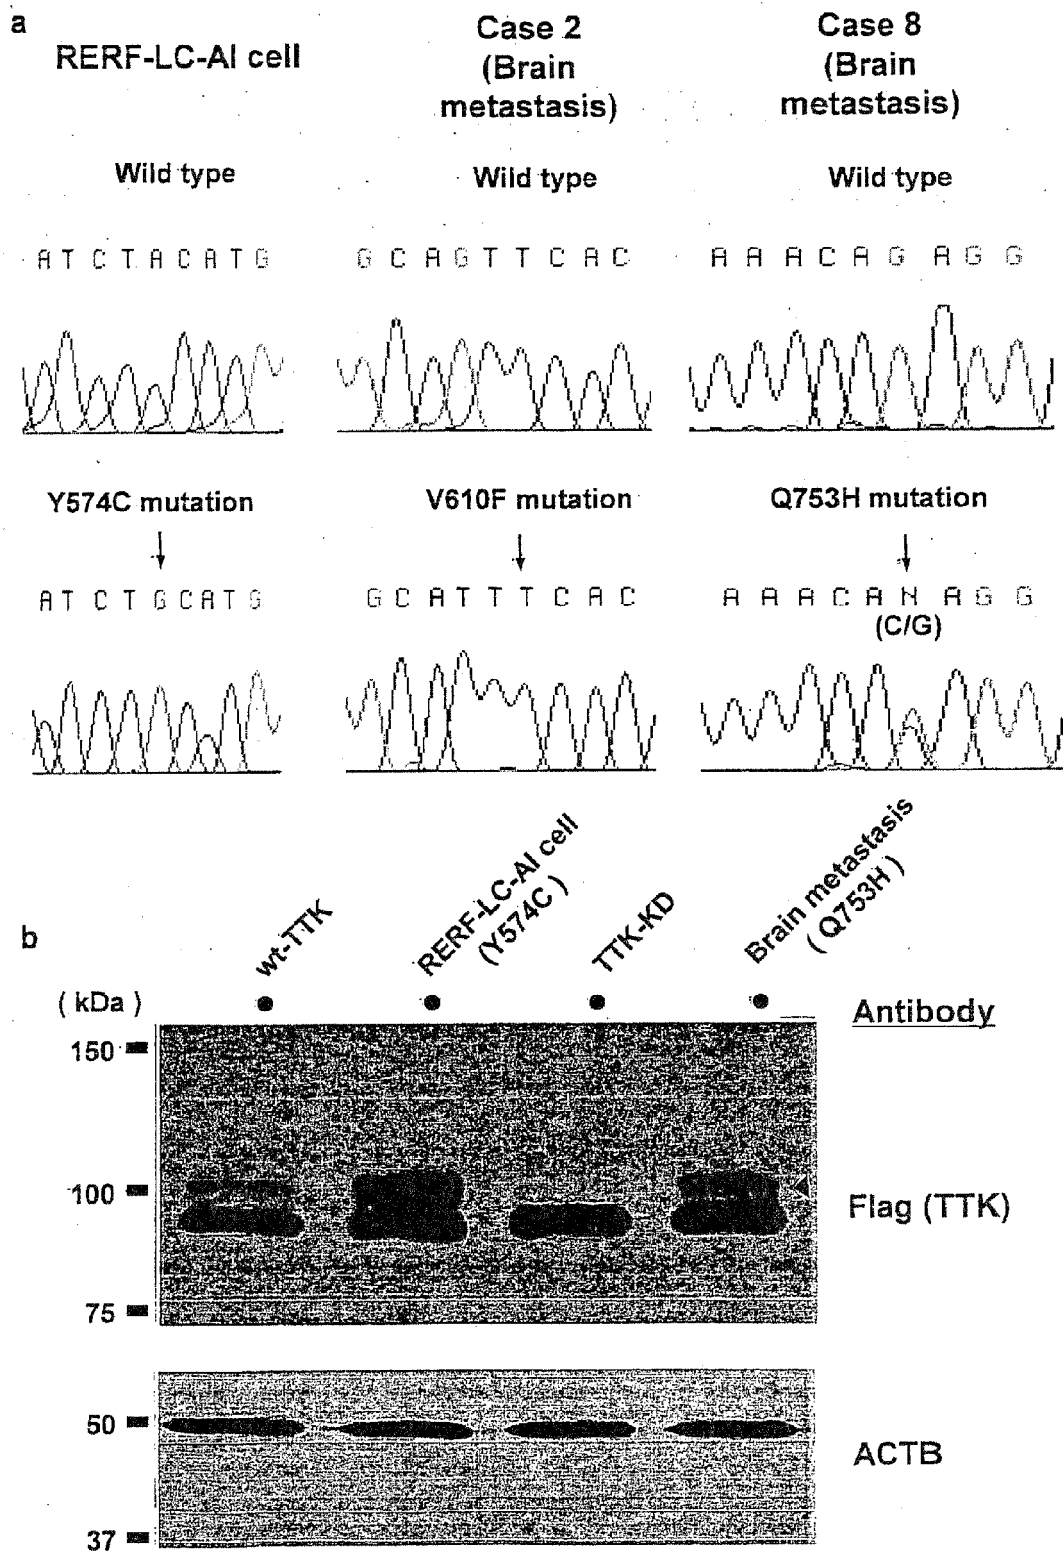 a
RERF-LC-AI cell
Case 2
(Brain
metastasis)
Case 8
(Brain
metastasis)
Wild type
Wild type
Wild type
A T C T A C A T G
G C A G T T C A C
A A A C A G A G G
Y574C mutation
V610F mutation
Q753H mutation
A T C T G C A T G
G C A T T T C A C
A A A C A N A G G
(C/G)
b
wt-TTK
RERF-LC-AI cell
(Y574C)
TTK-KD
Brain metastasis
(Q753H)
(kDa)
Antibody
150
100
Flag (TTK)
75
50
ACTB
37